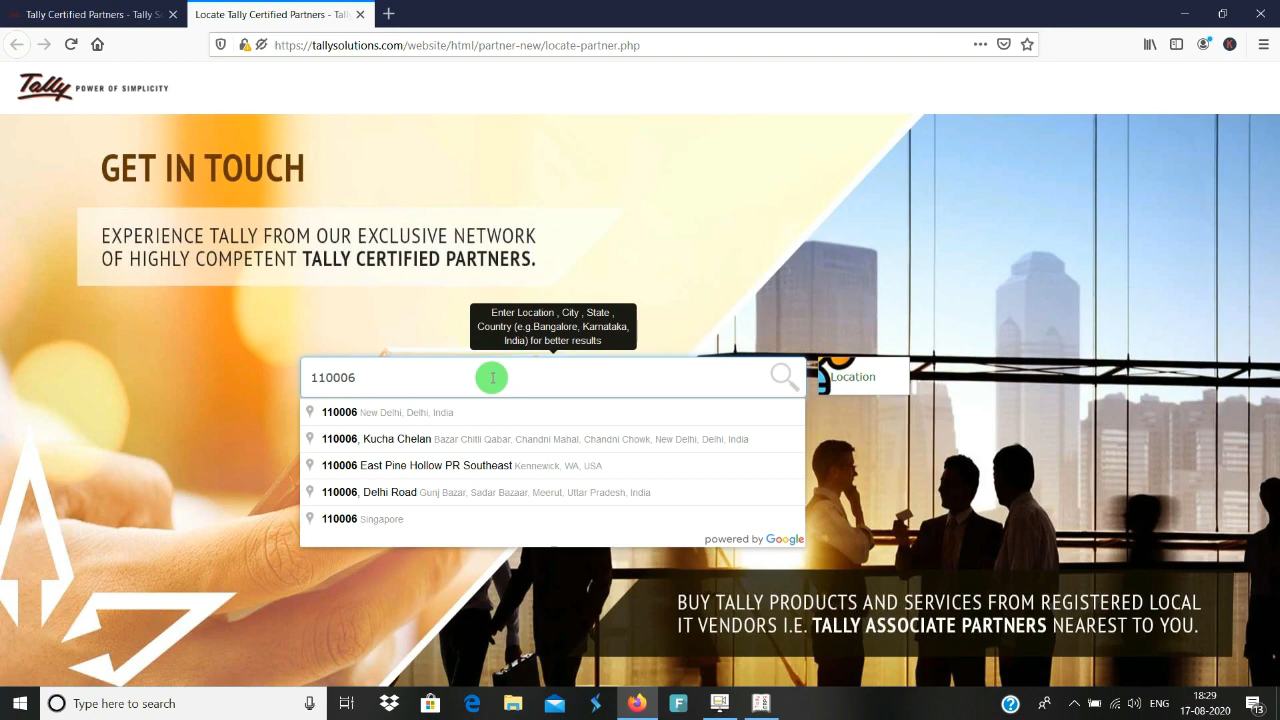 Tally Certified Partners - Tally S
Locate Tally Certified Partners - Tall
https://tallysolutions.com/website/html/partner-new/locate-partner.php
K
Tally POWER OF SIMPLICITY
GET IN TOUCH
EXPERIENCE TALLY FROM OUR EXCLUSIVE NETWORK
OF HIGHLY COMPETENT TALLY CERTIFIED PARTNERS.
Enter Location , City , State ,
Country (e.g.Bangalore, Karnataka,
India) for better results
110006
Location
110006 New Delhi, Delhi, India
110006, Kucha Chelan Bazar Chitli Qabar, Chandni Mahal, Chandni Chowk, New Delhi, Delhi, India
110006 East Pine Hollow PR Southeast Kennewick, WA, USA
110006, Delhi Road Gunj Bazar, Sadar Bazaar, Meerut, Uttar Pradesh, India
110006 Singapore
powered by Google
BUY TALLY PRODUCTS AND SERVICES FROM REGISTERED LOCAL
IT VENDORS I.E. TALLY ASSOCIATE PARTNERS NEAREST TO YOU.
Type here to search
F
ENG
18:29
17-08-2020
13